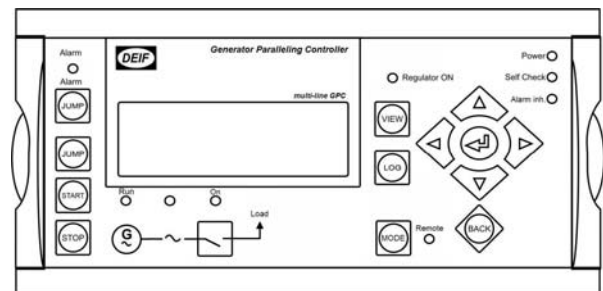 Alarm
Alarm
JUMP
JUMP
START
STOP
DEIF
Generator Paralleling Controller
multi-line GPC
Run
On
G
Load
Regulator ON
Power
Self Check
Alarm inh.
VIEW
LOG
MODE
Remote
BACK